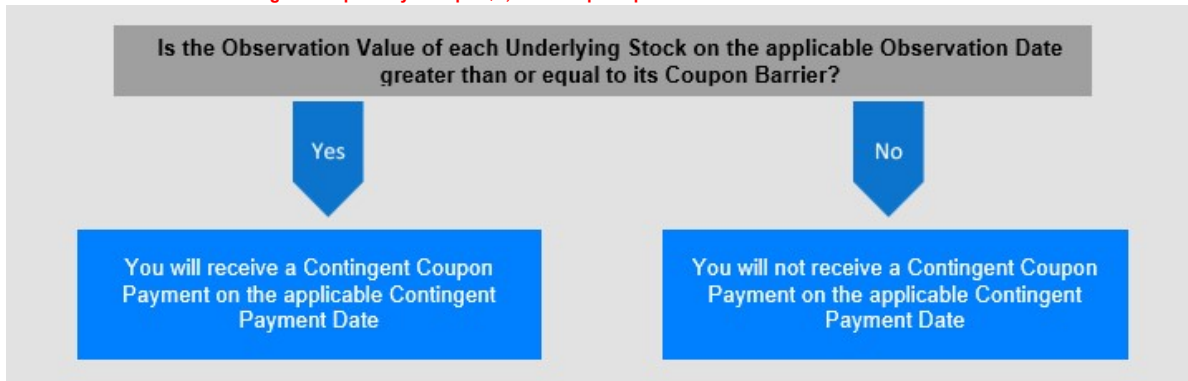 Is the Observation Value of each Underlying Stock on the applicable Observation Date
greater than or equal to its Coupon Barrier?
Yes
No
You will receive a Contingent Coupon
Payment on the applicable Contingent
Payment Date
You will not receive a Contingent Coupon
Payment on the applicable Contingent
Payment Date